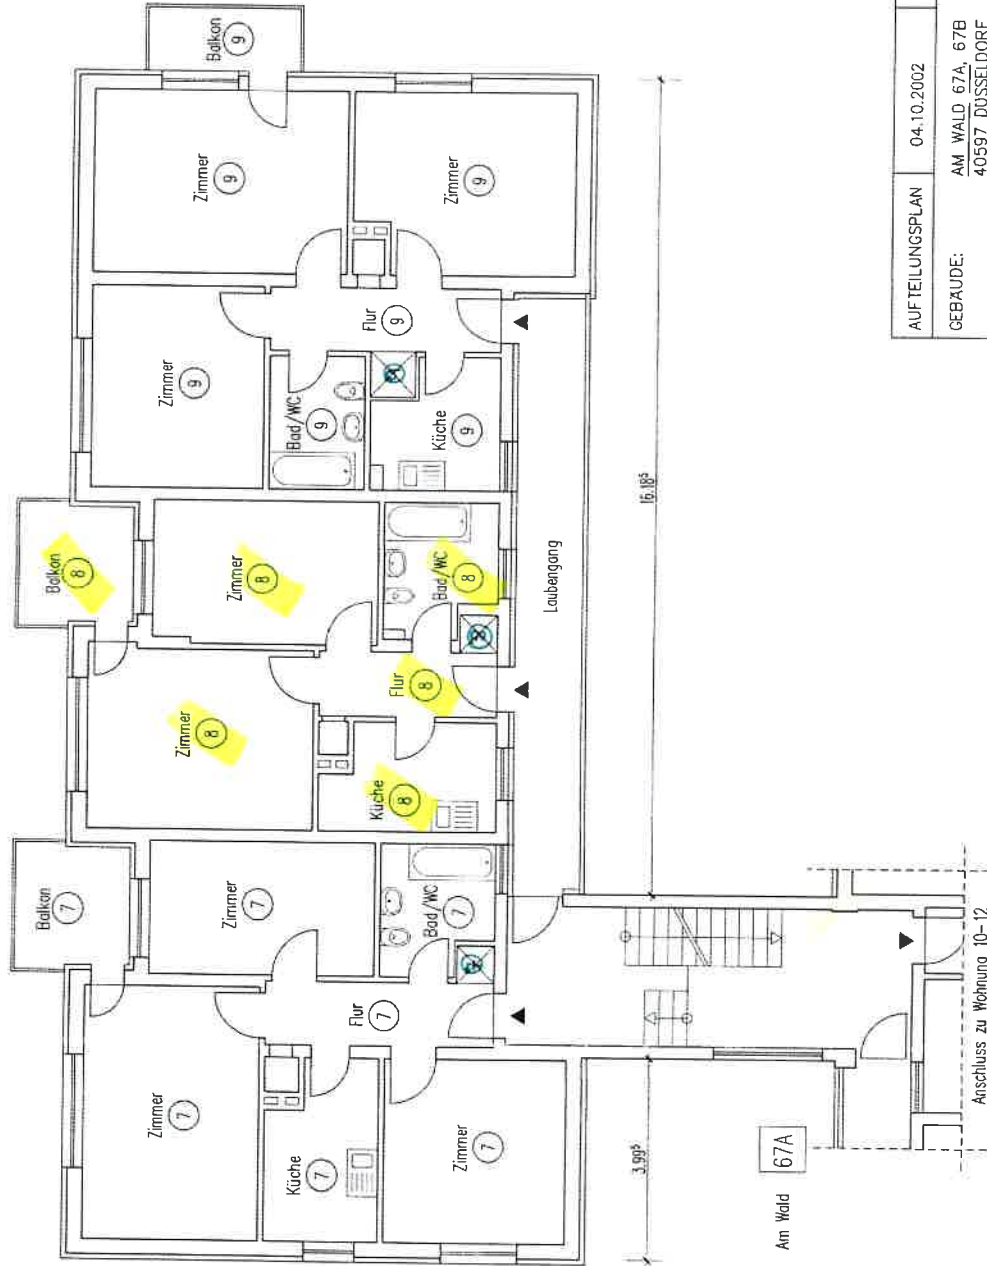 Balkon
9
Zimmer
9
Zimmer
9
Zimmer
9
Flur
9
Bad/WC
9
Küche
9
Balkon
8
Zimmer
8
Zimmer
8
Bad/WC
8
Flur
8
Küche
8
Balkon
7
Zimmer
7
Zimmer
7
Bad/WC
7
Flur
7
Küche
7
Zimmer
7
Laubengang
16.18⁵
3.99⁵
Am Wald 67A
Anschluss zu Wohnung 10-12
AUFTEILUNGSPLAN 04.10.2002
GEBÄUDE: AM WALD 67A, 67B
40597 DÜSSELDORF